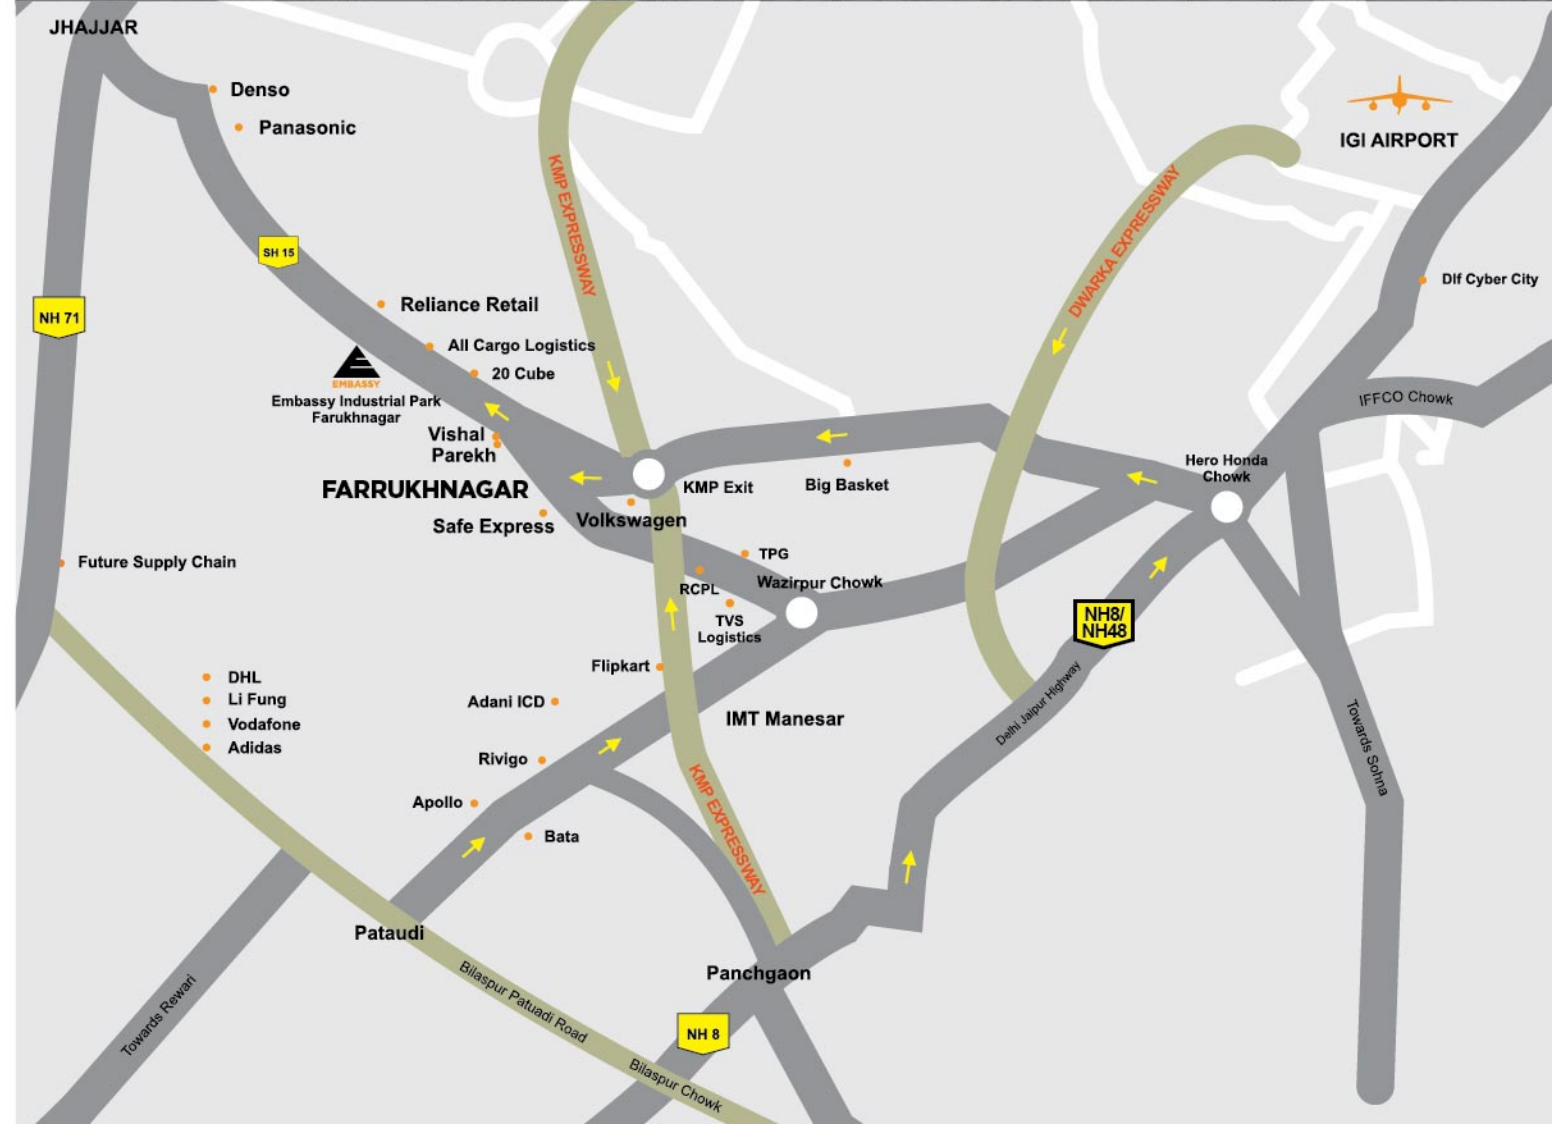 JHAJJAR
Denso
Panasonic
KMP EXPRESSWAY
DWARKA EXPRESSWAY
IGI AIRPORT
SH 15
NH 71
Dlf Cyber City
Reliance Retail
All Cargo Logistics
20 Cube
EMBASSY
Embassy Industrial Park
Farukhnagar
IFFCO Chowk
Vishal
Parekh
Hero Honda
Chowk
FARRUKHNAGAR
KMP Exit
Big Basket
Safe Express
Volkswagen
Future Supply Chain
TPG
RCPL
Wazirpur Chowk
TVS
Logistics
NH8/
NH48
Flipkart
DHL
Li Fung
Vodafone
Adidas
Adani ICD
IMT Manesar
Delhi Jaipur Highway
Towards Sohna
Rivigo
Apollo
Bata
KMP EXPRESSWAY
Pataudi
Panchgaon
Towards Rewari
Bilaspur Patuadi Road
NH 8
Bilaspur Chowk